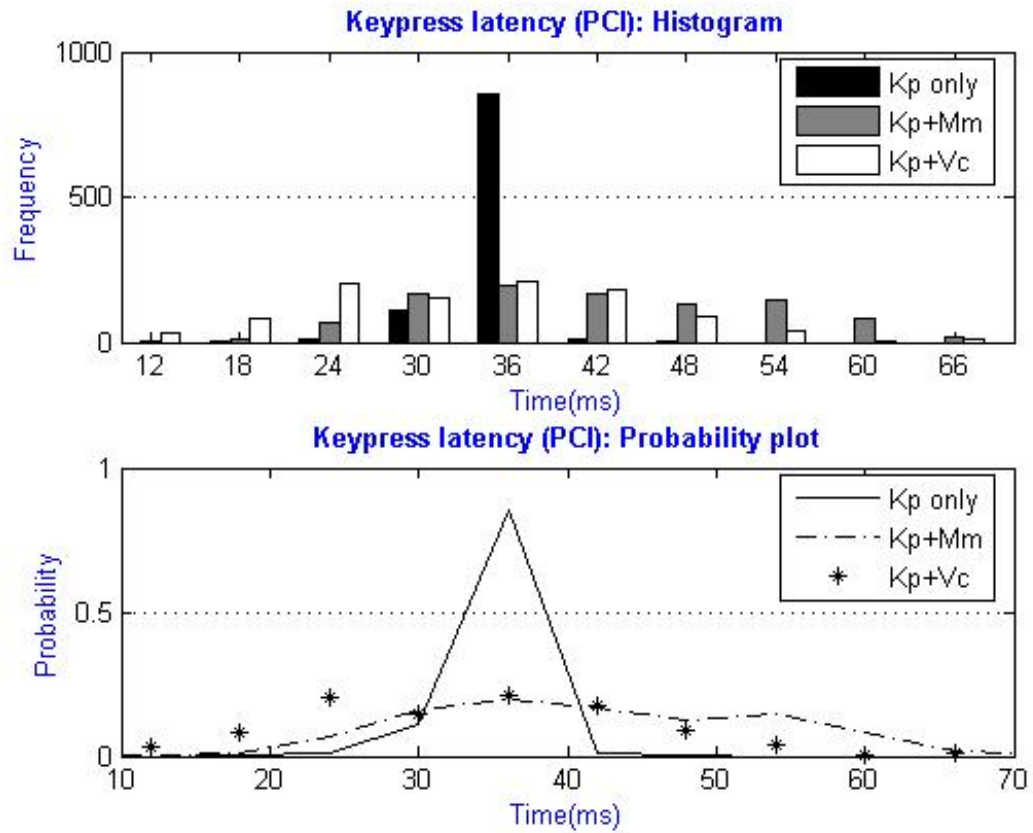 Keypress latency (PCI): Histogram
1000
500
0
Frequency
Kp only
Kp+Mm
Kp+Vc
12 18 24 30 36 42 48 54 60 66
Time(ms)
Keypress latency (PCI): Probability plot
1
0.5
0
Probability
Kp only
Kp+Mm
Kp+Vc
10 20 30 40 50 60 70
Time(ms)